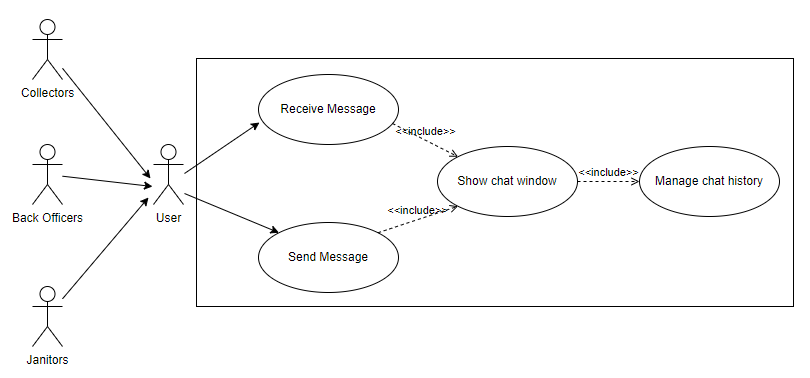 Collectors
Back Officers
Janitors
User
Receive Message
Send Message
<<include>>
<<include>>
Show chat window
<<include>>
Manage chat history